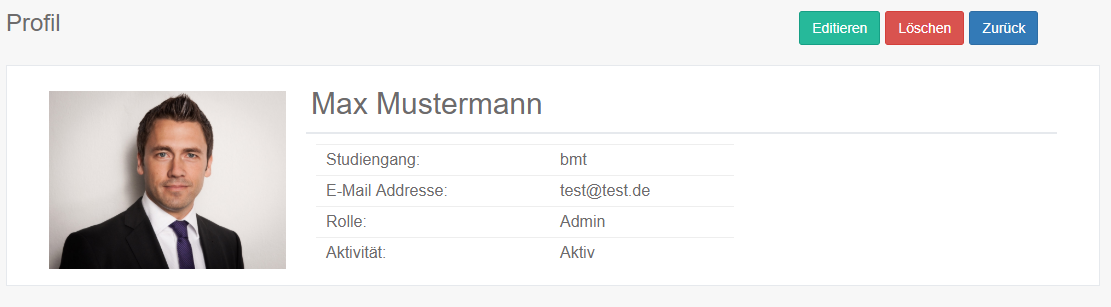 Profil
Editieren
Löschen
Zurück
Max Mustermann
Studiengang: bmt
E-Mail Addresse: test@test.de
Rolle: Admin
Aktivität: Aktiv